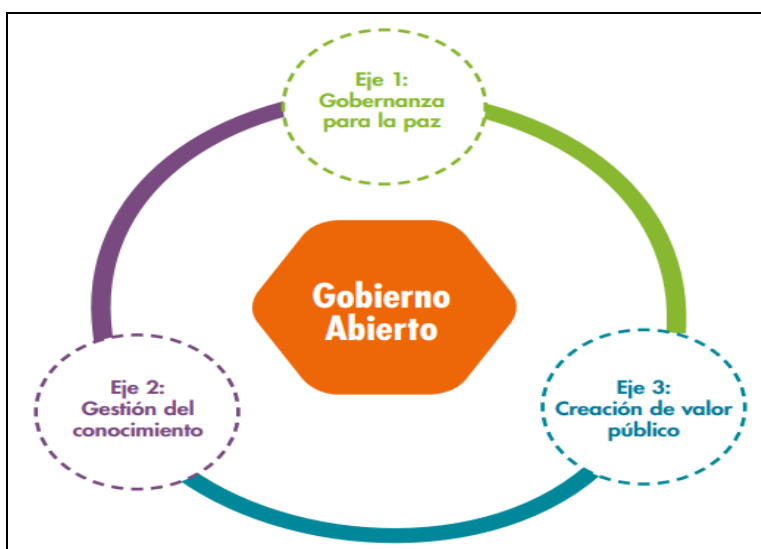 Eje 1:
Gobernanza
para la paz
Gobierno
Abierto
Eje 2:
Gestión del
conocimiento
Eje 3:
Creación de valor
público